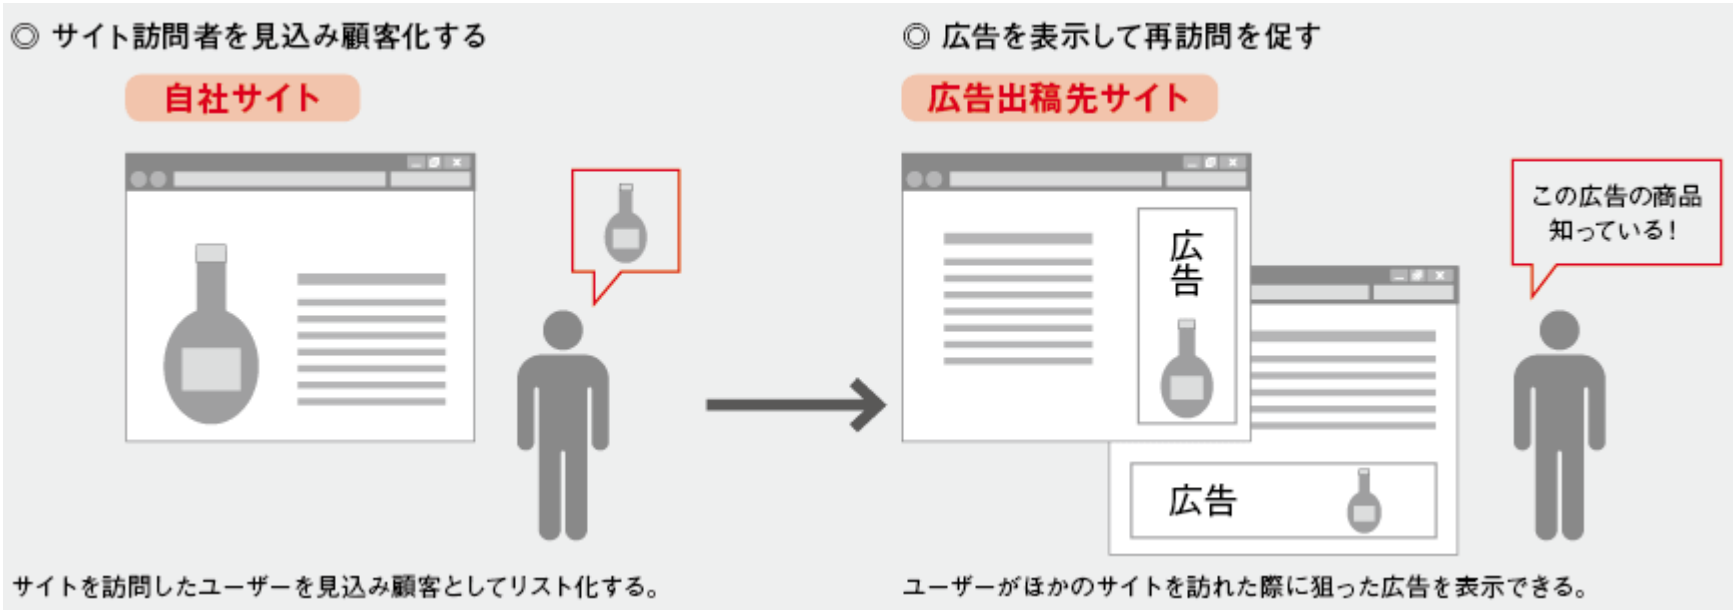 ◎ サイト訪問者を見込み顧客化する
自社サイト
サイトを訪問したユーザーを見込み顧客としてリスト化する。
◎ 広告を表示して再訪問を促す
広告出稿先サイト
広告
広告
この広告の商品
知っている!
ユーザーがほかのサイトを訪れた際に狙った広告を表示できる。